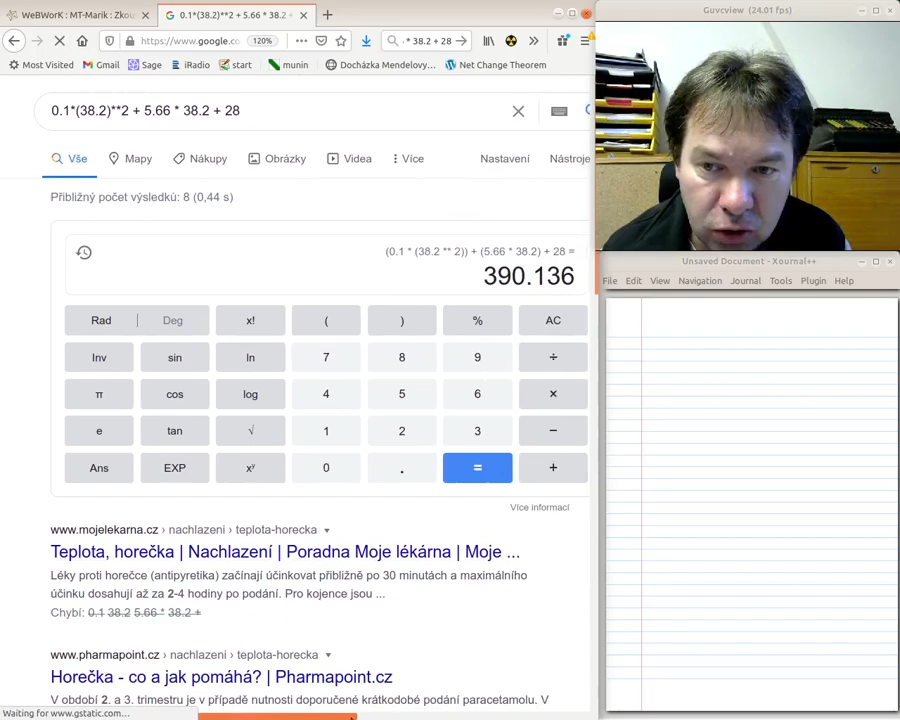 WeBWorK : MT-Marik : Zkou
0.1*(38.2)**2 + 5.66 * 38.2 +
Guvcview (24.01 fps)
https://www.google.co
120%
* 38.2 + 28
Most Visited
Gmail
Sage
iRadio
start
munin
Docházka Mendelovy...
Net Change Theorem
0.1*(38.2)**2 + 5.66 * 38.2 + 28
Vše
Mapy
Nákupy
Obrázky
Videa
Více
Nastavení
Nástroje
Přibližný počet výsledků: 8 (0,44 s)
(0.1 * (38.2 ** 2)) + (5.66 * 38.2) + 28 =
390.136
Rad
Deg
x!
(
)
%
AC
Inv
sin
ln
7
8
9
÷
π
cos
log
4
5
6
×
e
tan
√
1
2
3
−
Ans
EXP
xʸ
0
.
=
+
Více informací
www.mojelekarna.cz › nachlazeni › teplota-horecka
Teplota, horečka | Nachlazení | Poradna Moje lékárna | Moje ...
Léky proti horečce (antipyretika) začínají účinkovat přibližně po 30 minutách a maximálního
účinku dosahují až za 2-4 hodiny po podání. Pro kojence jsou ...
Chybí: 0.1 38.2 5.66 * 38.2 +
www.pharmapoint.cz › nachlazeni › teplota-horecka
Horečka - co a jak pomáhá? | Pharmapoint.cz
V období 2. a 3. trimestru je v případě nutnosti doporučené krátkodobé podání paracetamolu. V
Waiting for www.gstatic.com...
Unsaved Document - Xournal++
File
Edit
View
Navigation
Journal
Tools
Plugin
Help